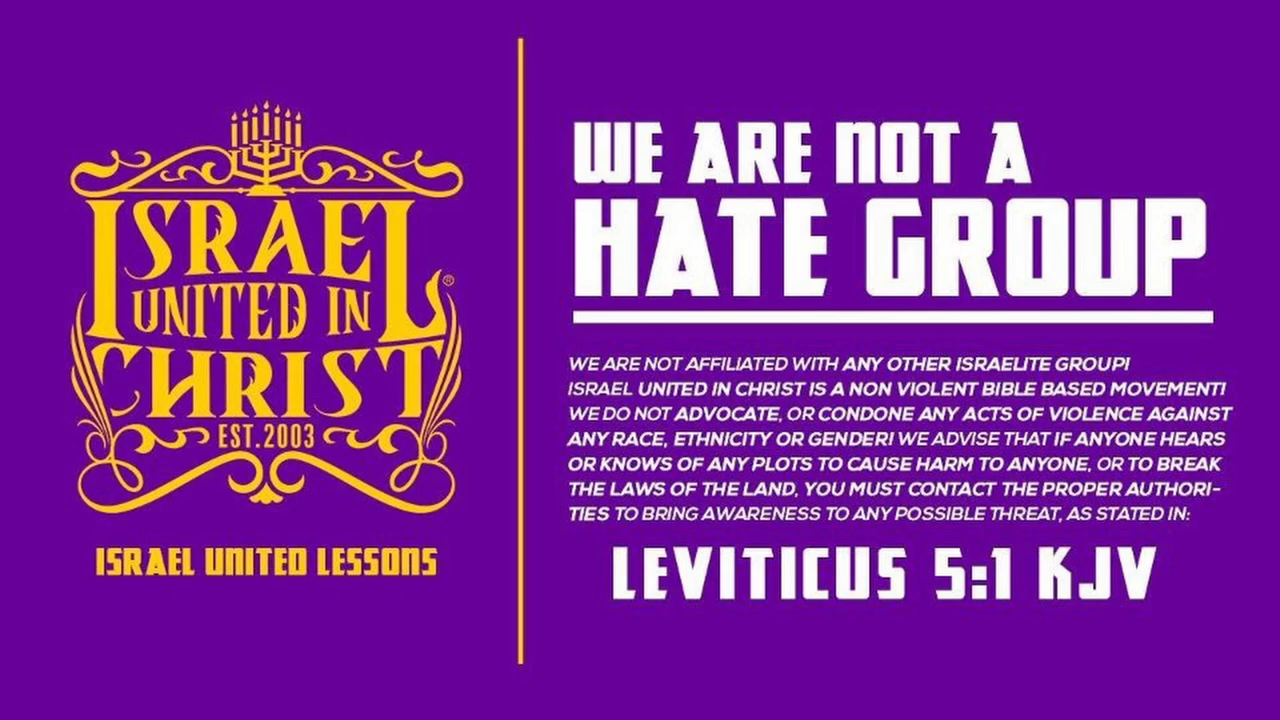 ISRAEL
UNITED IN
CHRIST
®
EST. 2003
ISRAEL UNITED LESSONS
WE ARE NOT A
HATE GROUP
WE ARE NOT AFFILIATED WITH ANY OTHER ISRAELITE GROUP!
ISRAEL UNITED IN CHRIST IS A NON VIOLENT BIBLE BASED MOVEMENT!
WE DO NOT ADVOCATE, OR CONDONE ANY ACTS OF VIOLENCE AGAINST
ANY RACE, ETHNICITY OR GENDER! WE ADVISE THAT IF ANYONE HEARS
OR KNOWS OF ANY PLOTS TO CAUSE HARM TO ANYONE, OR TO BREAK
THE LAWS OF THE LAND, YOU MUST CONTACT THE PROPER AUTHORI-
TIES TO BRING AWARENESS TO ANY POSSIBLE THREAT, AS STATED IN:
LEVITICUS 5:1 KJV